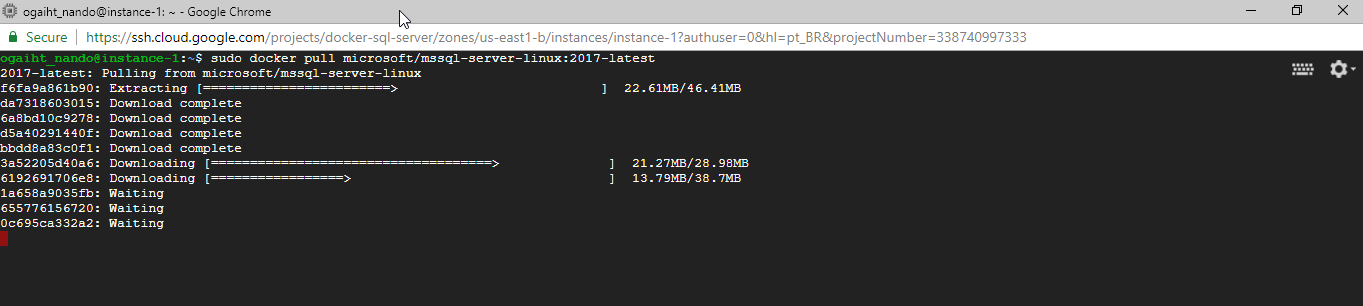 ogaiht_nando@instance-1: ~ - Google Chrome
Secure | https://ssh.cloud.google.com/projects/docker-sql-server/zones/us-east1-b/instances/instance-1?authuser=0&hl=pt_BR&projectNumber=338740997333
ogaiht_nando@instance-1:~$ sudo docker pull microsoft/mssql-server-linux:2017-latest
2017-latest: Pulling from microsoft/mssql-server-linux
f6fa9a861b90: Extracting [========================>                          ]  22.61MB/46.41MB
da7318603015: Download complete
6a8bd10c9278: Download complete
d5a40291440f: Download complete
bbdd8a83c0f1: Download complete
3a52205d40a6: Downloading [====================================>              ]  21.27MB/28.98MB
6192691706e8: Downloading [=================>                                 ]  13.79MB/38.7MB
1a658a9035fb: Waiting
655776156720: Waiting
0c695ca332a2: Waiting